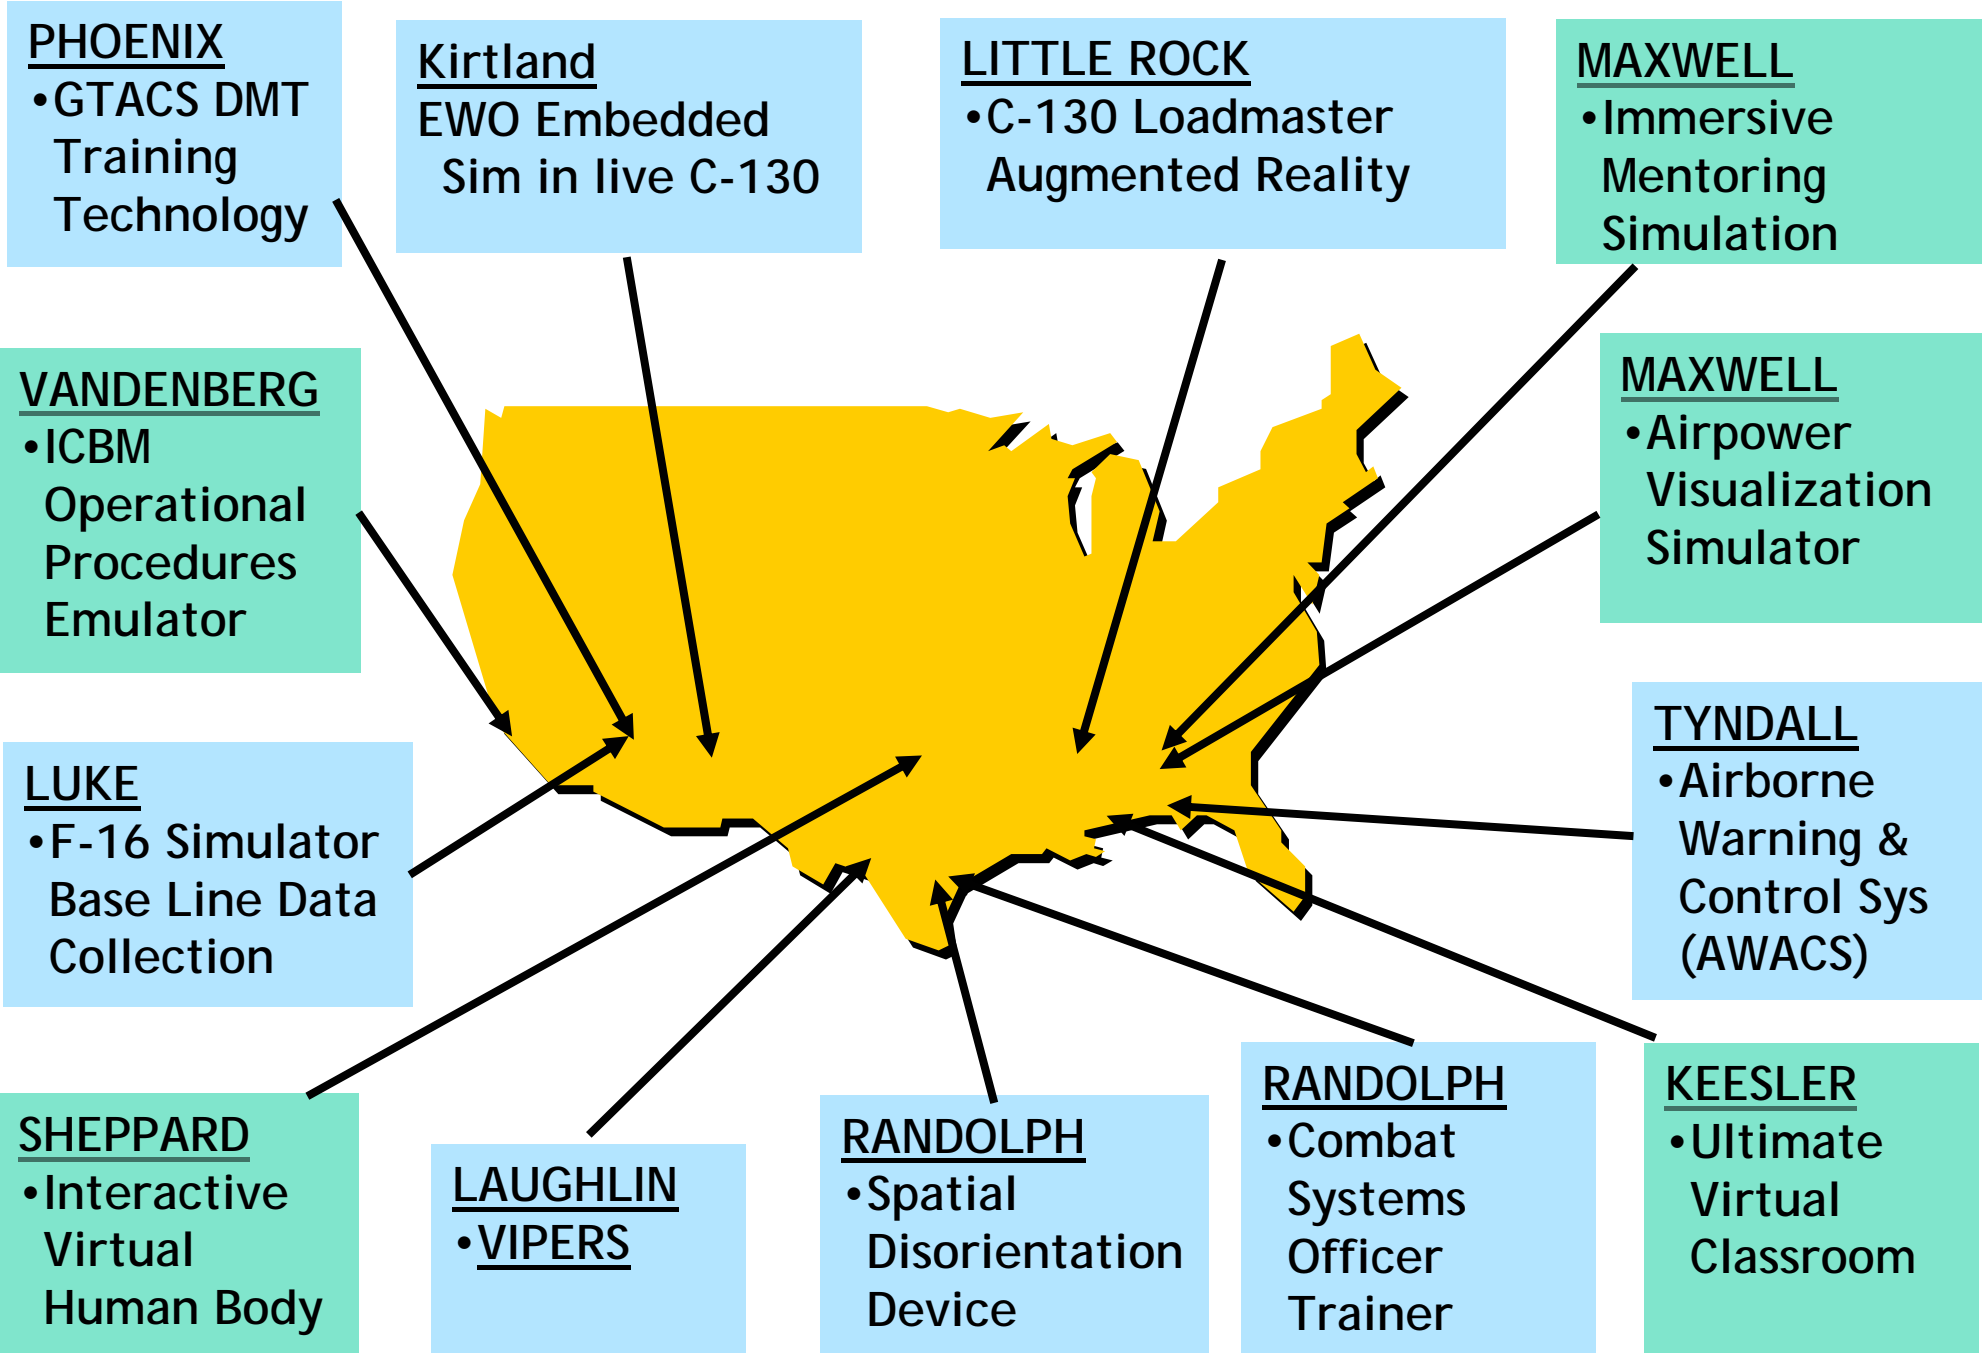 PHOENIX
•GTACS DMT
Training
Technology
Kirtland
EWO Embedded
Sim in live C-130
LITTLE ROCK
•C-130 Loadmaster
Augmented Reality
MAXWELL
•Immersive
Mentoring
Simulation
VANDENBERG
•ICBM
Operational
Procedures
Emulator
MAXWELL
•Airpower
Visualization
Simulator
LUKE
•F-16 Simulator
Base Line Data
Collection
TYNDALL
•Airborne
Warning &
Control Sys
(AWACS)
SHEPPARD
•Interactive
Virtual
Human Body
LAUGHLIN
•VIPERS
RANDOLPH
•Spatial
Disorientation
Device
RANDOLPH
•Combat
Systems
Officer
Trainer
KEESLER
•Ultimate
Virtual
Classroom